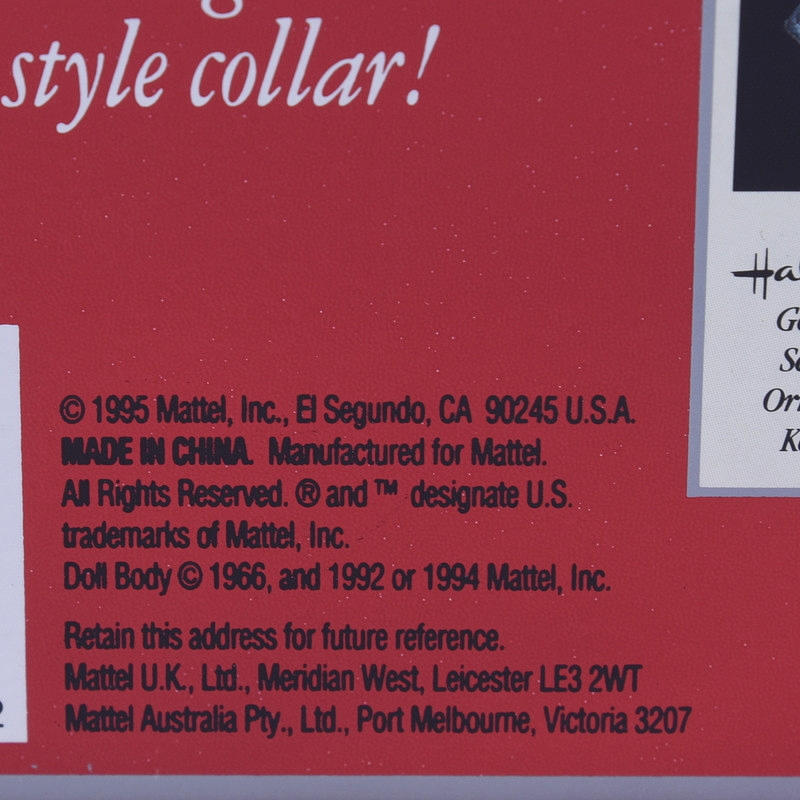 style collar!
© 1995 Mattel, Inc., El Segundo, CA 90245 U.S.A.
MADE IN CHINA. Manufactured for Mattel.
All Rights Reserved. ® and ™ designate U.S.
trademarks of Mattel, Inc.
Doll Body © 1966, and 1992 or 1994 Mattel, Inc.
Retain this address for future reference.
Mattel U.K., Ltd., Meridian West, Leicester LE3 2WT
Mattel Australia Pty., Ltd., Port Melbourne, Victoria 3207